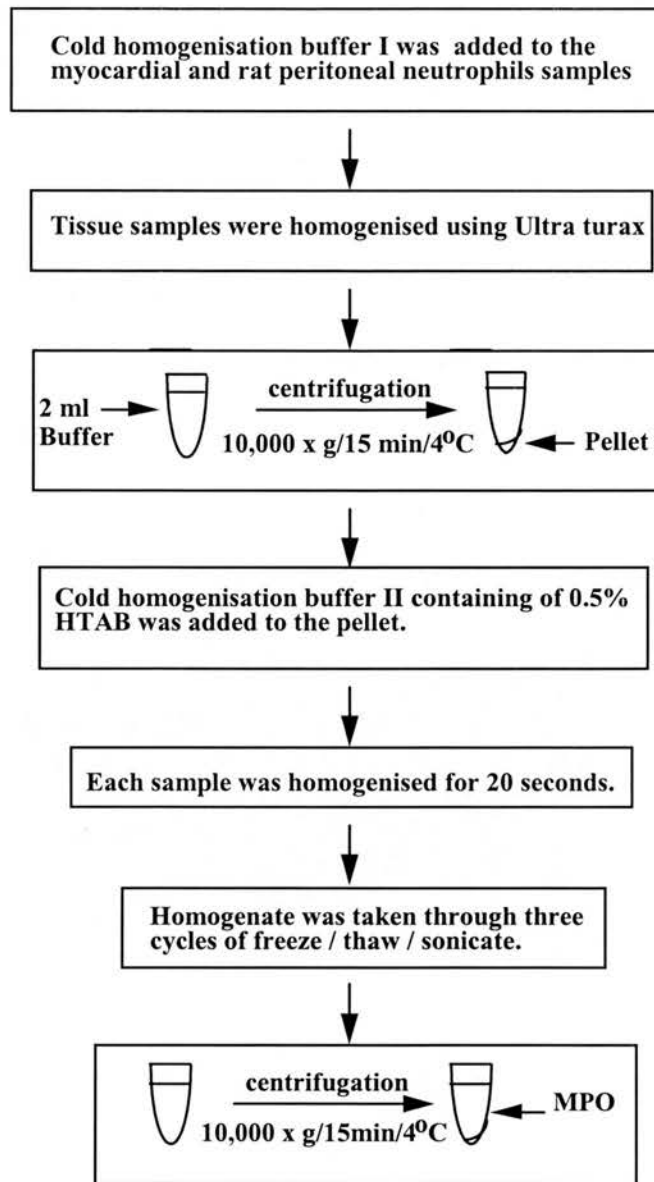 Cold homogenisation buffer I was added to the
myocardial and rat peritoneal neutrophils samples
Tissue samples were homogenised using Ultra turax
2 ml
Buffer
centrifugation
10,000 x g/15 min/4⁰C
Pellet
Cold homogenisation buffer II containing of 0.5%
HTAB was added to the pellet.
Each sample was homogenised for 20 seconds.
Homogenate was taken through three
cycles of freeze / thaw / sonicate.
centrifugation
10,000 x g/15min/4⁰C
MPO